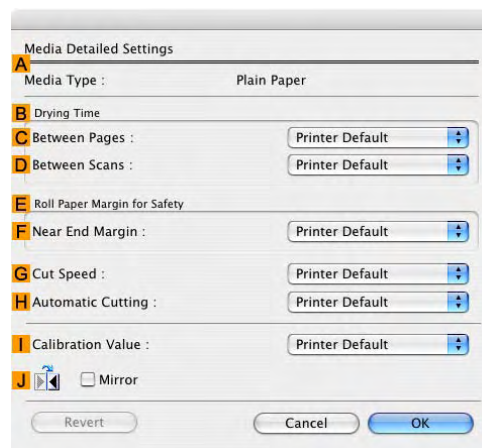 Media Detailed Settings
A
Media Type : Plain Paper
B Drying Time
C Between Pages : Printer Default
D Between Scans : Printer Default
E Roll Paper Margin for Safety
F Near End Margin : Printer Default
G Cut Speed : Printer Default
H Automatic Cutting : Printer Default
I Calibration Value : Printer Default
J Mirror
Revert Cancel OK